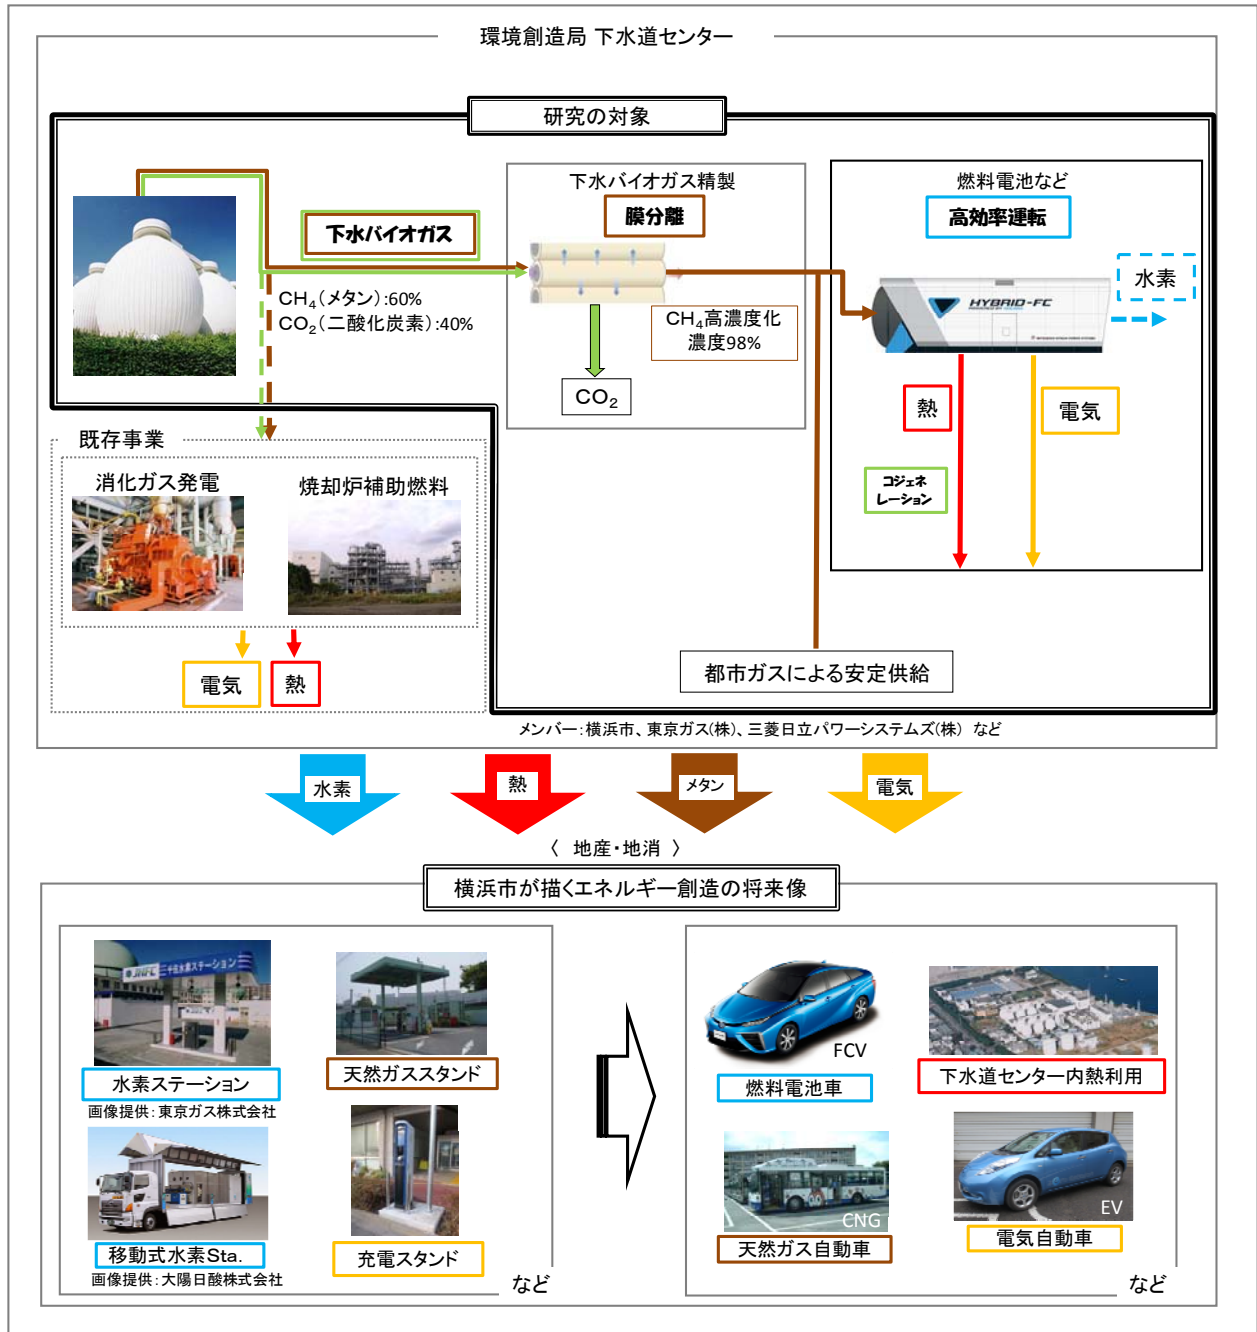 環境創造局 下水道センター
研究の対象
下水バイオガス
CH₄（メタン）:60%
CO₂（二酸化炭素）:40%
下水バイオガス精製
膜分離
CH₄高濃度化
濃度98%
CO₂
燃料電池など
高効率運転
HYBRID-FC
水素
熱
電気
コジェネ
レーション
都市ガスによる安定供給
既存事業
消化ガス発電
焼却炉補助燃料
電気
熱
メンバー：横浜市、東京ガス(株)、三菱日立パワーシステムズ(株) など
水素
熱
メタン
電気
〈 地産・地消 〉
横浜市が描くエネルギー創造の将来像
JHFC
千住水素ステーション
水素ステーション
画像提供：東京ガス株式会社
天然ガススタンド
移動式水素Sta.
画像提供：大陽日酸株式会社
充電スタンド
など
FCV
燃料電池車
下水道センター内熱利用
CNG
天然ガス自動車
EV
電気自動車
など